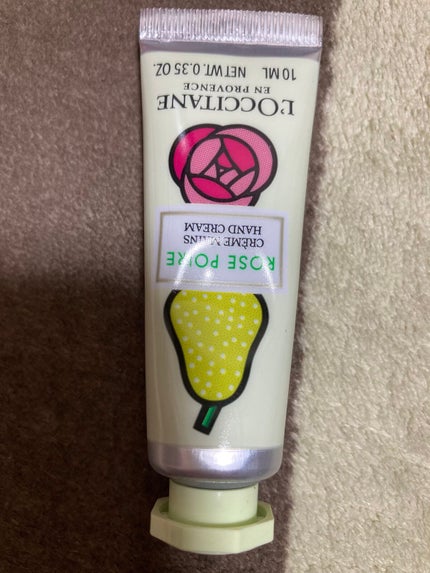 ROSE POIRE
CRÈME MAINS
HAND CREAM
L'OCCITANE
EN PROVENCE
10 ML NET WT. 0.35 OZ.